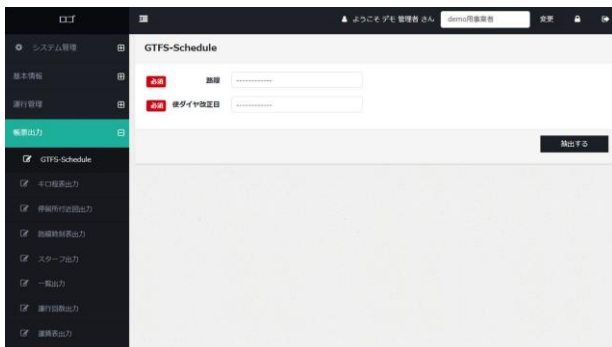 ロゴ
ようこそ デモ 管理者 さん
demo用事業者
変更
システム管理
基本情報
運行管理
帳票出力
GTFS-Schedule
キロ程表出力
停留所付近図出力
路線時刻表出力
スターフ出力
一覧出力
運行回数出力
運賃表出力
GTFS-Schedule
必須 路線 ----------
必須 後ダイヤ改正日 ----------
抽出する